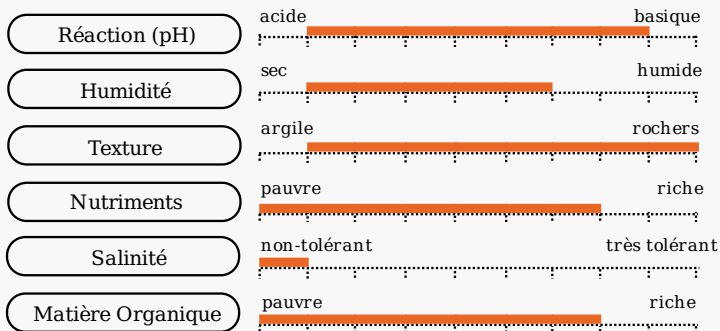 acide basique
Réaction (pH)
sec humide
Humidité
argile rochers
Texture
pauvre riche
Nutriments
non-tolérant très tolérant
Salinité
pauvre riche
Matière Organique